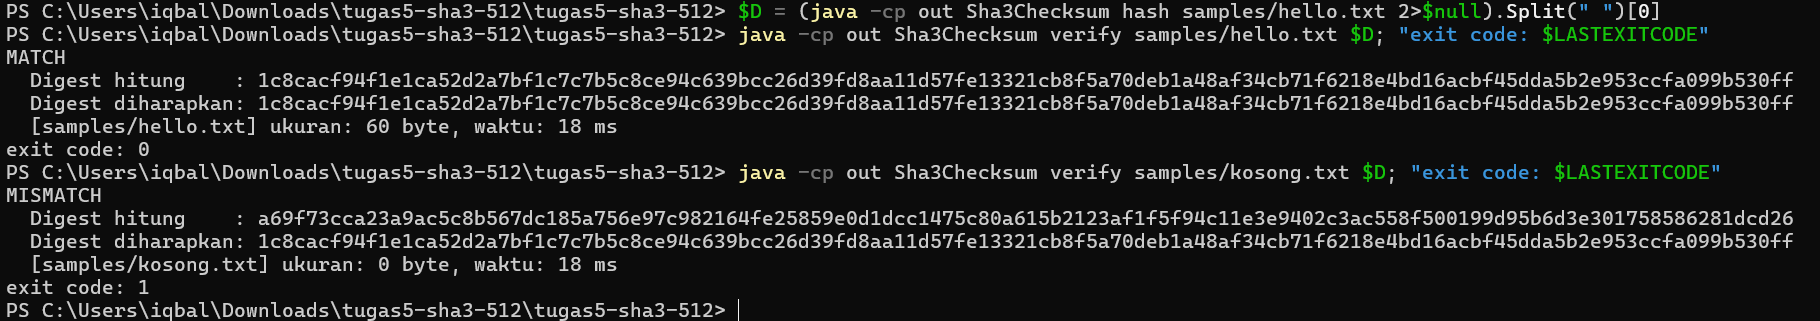 PS C:\Users\iqbal\Downloads\tugas5-sha3-512\tugas5-sha3-512> $D = (java -cp out Sha3Checksum hash samples/hello.txt 2>$null).Split(" ")[0]
PS C:\Users\iqbal\Downloads\tugas5-sha3-512\tugas5-sha3-512> java -cp out Sha3Checksum verify samples/hello.txt $D; "exit code: $LASTEXITCODE"
MATCH
  Digest hitung    : 1c8cacf94f1e1ca52d2a7bf1c7c7b5c8ce94c639bcc26d39fd8aa11d57fe13321cb8f5a70deb1a48af34cb71f6218e4bd16acbf45dda5b2e953ccfa099b530ff
  Digest diharapkan: 1c8cacf94f1e1ca52d2a7bf1c7c7b5c8ce94c639bcc26d39fd8aa11d57fe13321cb8f5a70deb1a48af34cb71f6218e4bd16acbf45dda5b2e953ccfa099b530ff
  [samples/hello.txt] ukuran: 60 byte, waktu: 18 ms
exit code: 0
PS C:\Users\iqbal\Downloads\tugas5-sha3-512\tugas5-sha3-512> java -cp out Sha3Checksum verify samples/kosong.txt $D; "exit code: $LASTEXITCODE"
MISMATCH
  Digest hitung    : a69f73cca23a9ac5c8b567dc185a756e97c982164fe25859e0d1dcc1475c80a615b2123af1f5f94c11e3e9402c3ac558f500199d95b6d3e301758586281dcd26
  Digest diharapkan: 1c8cacf94f1e1ca52d2a7bf1c7c7b5c8ce94c639bcc26d39fd8aa11d57fe13321cb8f5a70deb1a48af34cb71f6218e4bd16acbf45dda5b2e953ccfa099b530ff
  [samples/kosong.txt] ukuran: 0 byte, waktu: 18 ms
exit code: 1
PS C:\Users\iqbal\Downloads\tugas5-sha3-512\tugas5-sha3-512>